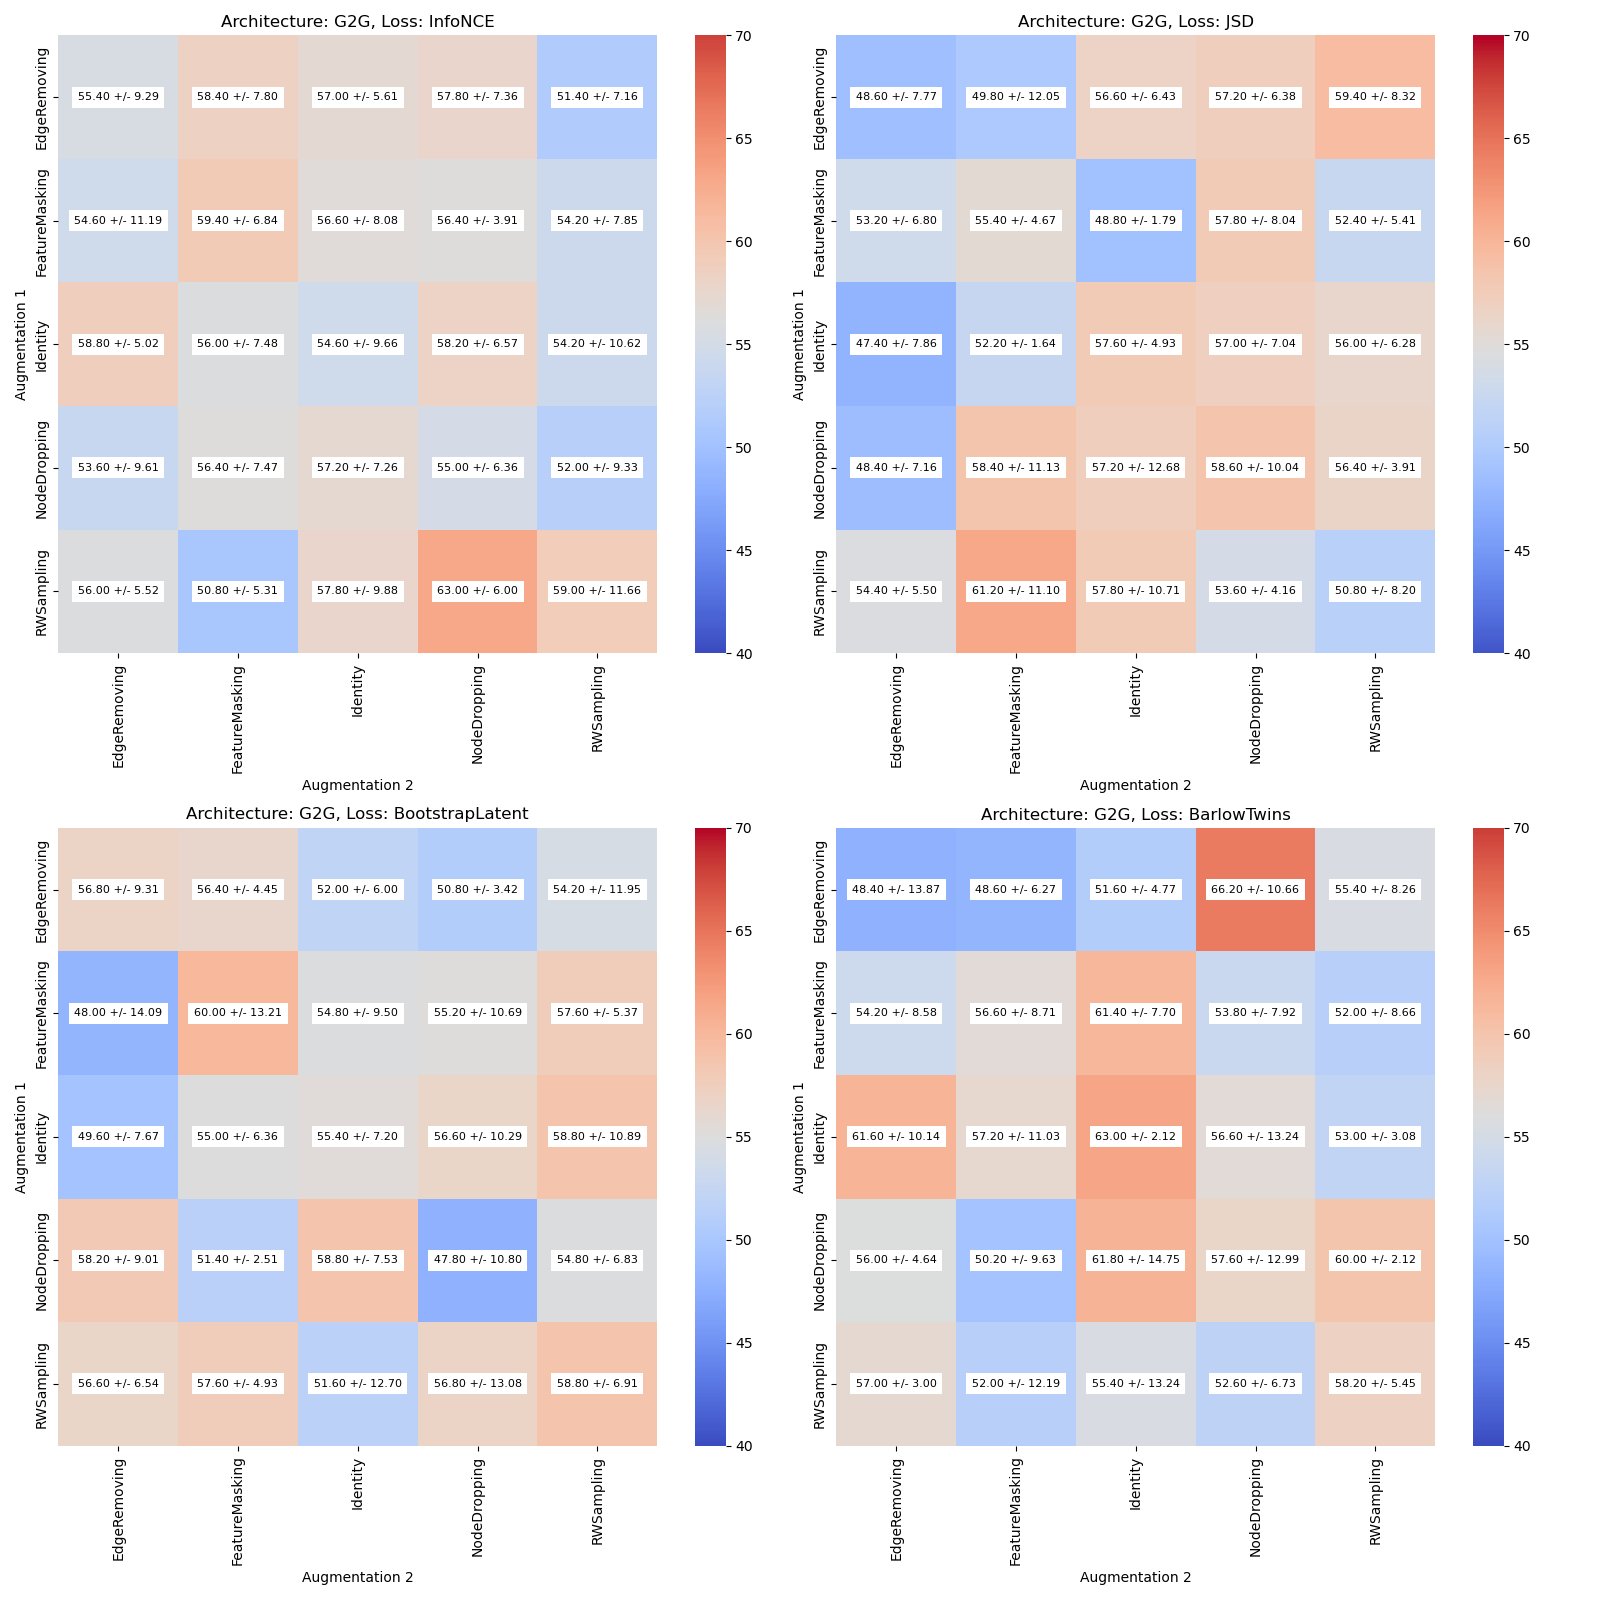 Architecture: G2G, Loss: InfoNCE
EdgeRemoving 55.40 +/- 9.29 58.40 +/- 7.80 57.00 +/- 5.61 57.80 +/- 7.36 51.40 +/- 7.16
FeatureMasking 54.60 +/- 11.19 59.40 +/- 6.84 56.60 +/- 8.08 56.40 +/- 3.91 54.20 +/- 7.85
Identity 58.80 +/- 5.02 56.00 +/- 7.48 54.60 +/- 9.66 58.20 +/- 6.57 54.20 +/- 10.62
NodeDropping 53.60 +/- 9.61 56.40 +/- 7.47 57.20 +/- 7.26 55.00 +/- 6.36 52.00 +/- 9.33
RWSampling 56.00 +/- 5.52 50.80 +/- 5.31 57.80 +/- 9.88 63.00 +/- 6.00 59.00 +/- 11.66
Augmentation 1
EdgeRemoving FeatureMasking Identity NodeDropping RWSampling
Augmentation 2
70
65
60
55
50
45
40
Architecture: G2G, Loss: JSD
EdgeRemoving 48.60 +/- 7.77 49.80 +/- 12.05 56.60 +/- 6.43 57.20 +/- 6.38 59.40 +/- 8.32
FeatureMasking 53.20 +/- 6.80 55.40 +/- 4.67 48.80 +/- 1.79 57.80 +/- 8.04 52.40 +/- 5.41
Identity 47.40 +/- 7.86 52.20 +/- 1.64 57.60 +/- 4.93 57.00 +/- 7.04 56.00 +/- 6.28
NodeDropping 48.40 +/- 7.16 58.40 +/- 11.13 57.20 +/- 12.68 58.60 +/- 10.04 56.40 +/- 3.91
RWSampling 54.40 +/- 5.50 61.20 +/- 11.10 57.80 +/- 10.71 53.60 +/- 4.16 50.80 +/- 8.20
Augmentation 1
EdgeRemoving FeatureMasking Identity NodeDropping RWSampling
Augmentation 2
70
65
60
55
50
45
40
Architecture: G2G, Loss: BootstrapLatent
EdgeRemoving 56.80 +/- 9.31 56.40 +/- 4.45 52.00 +/- 6.00 50.80 +/- 3.42 54.20 +/- 11.95
FeatureMasking 48.00 +/- 14.09 60.00 +/- 13.21 54.80 +/- 9.50 55.20 +/- 10.69 57.60 +/- 5.37
Identity 49.60 +/- 7.67 55.00 +/- 6.36 55.40 +/- 7.20 56.60 +/- 10.29 58.80 +/- 10.89
NodeDropping 58.20 +/- 9.01 51.40 +/- 2.51 58.80 +/- 7.53 47.80 +/- 10.80 54.80 +/- 6.83
RWSampling 56.60 +/- 6.54 57.60 +/- 4.93 51.60 +/- 12.70 56.80 +/- 13.08 58.80 +/- 6.91
Augmentation 1
EdgeRemoving FeatureMasking Identity NodeDropping RWSampling
Augmentation 2
70
65
60
55
50
45
40
Architecture: G2G, Loss: BarlowTwins
EdgeRemoving 48.40 +/- 13.87 48.60 +/- 6.27 51.60 +/- 4.77 66.20 +/- 10.66 55.40 +/- 8.26
FeatureMasking 54.20 +/- 8.58 56.60 +/- 8.71 61.40 +/- 7.70 53.80 +/- 7.92 52.00 +/- 8.66
Identity 61.60 +/- 10.14 57.20 +/- 11.03 63.00 +/- 2.12 56.60 +/- 13.24 53.00 +/- 3.08
NodeDropping 56.00 +/- 4.64 50.20 +/- 9.63 61.80 +/- 14.75 57.60 +/- 12.99 60.00 +/- 2.12
RWSampling 57.00 +/- 3.00 52.00 +/- 12.19 55.40 +/- 13.24 52.60 +/- 6.73 58.20 +/- 5.45
Augmentation 1
EdgeRemoving FeatureMasking Identity NodeDropping RWSampling
Augmentation 2
70
65
60
55
50
45
40